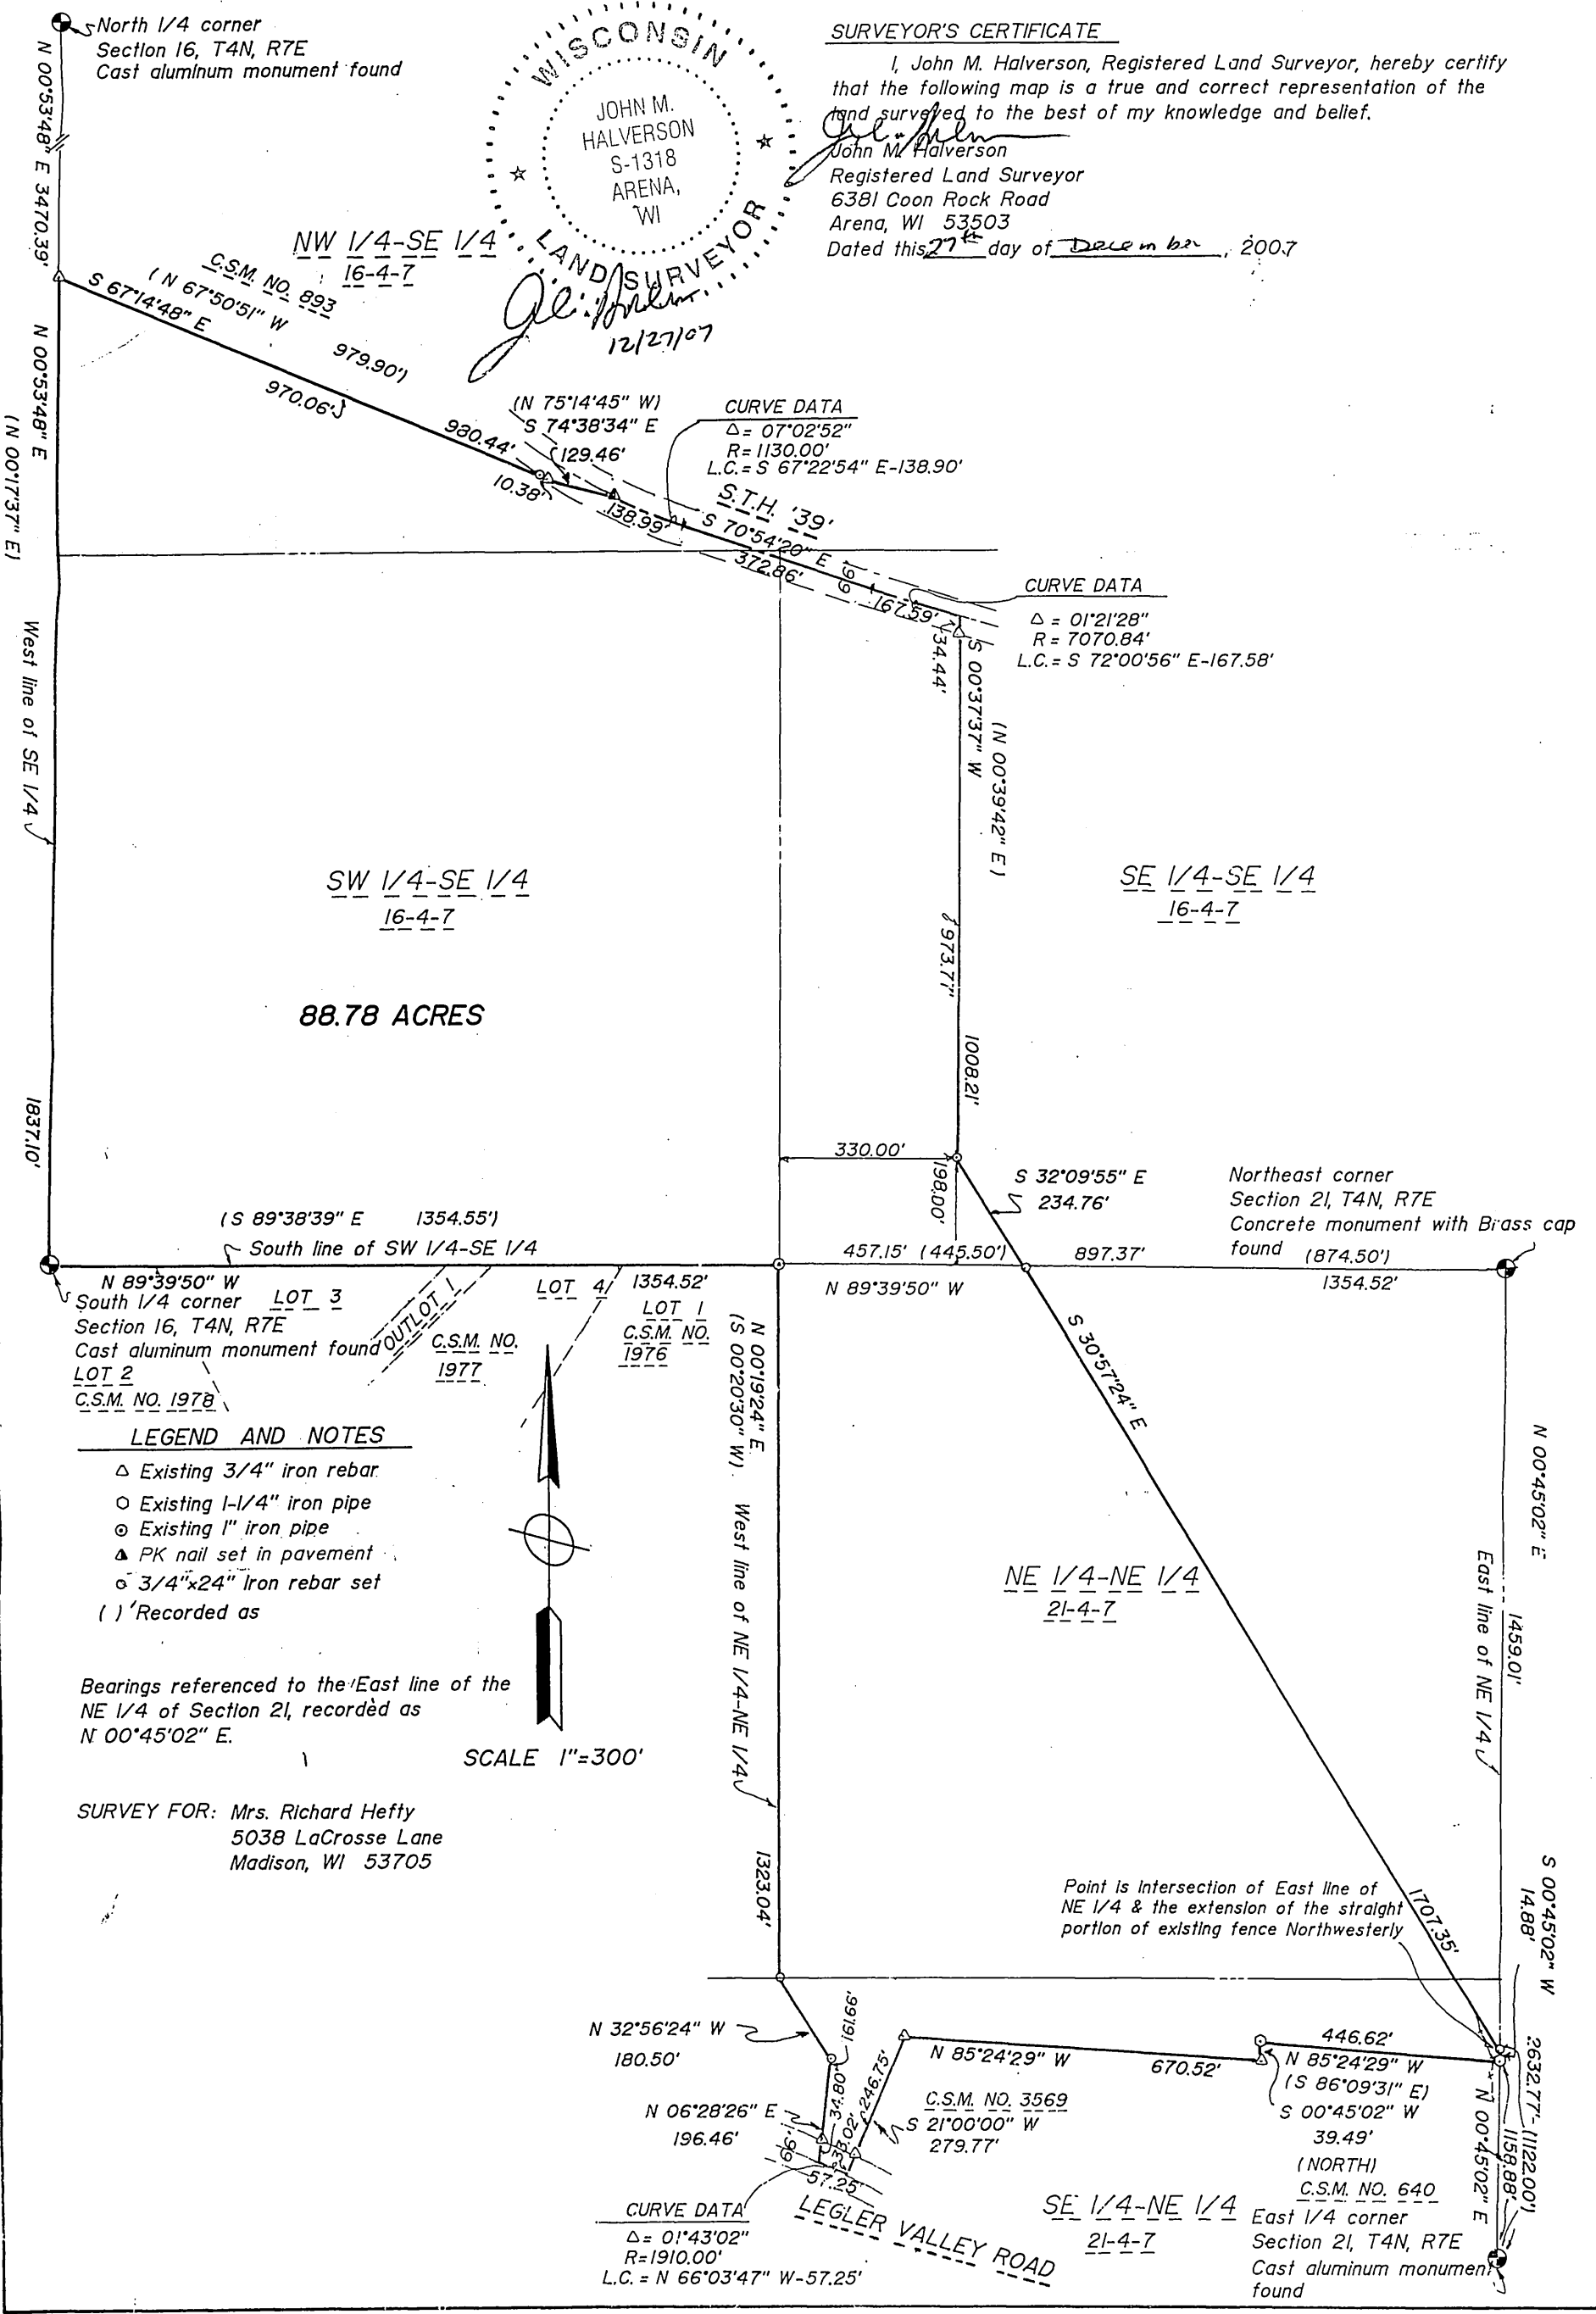 North 1/4 corner
Section 16, T4N, R7E
Cast aluminum monument found
N 00°53'48" E 3470.39'
WISCONSIN
JOHN M.
HALVERSON
S-1318
ARENA,
WI
LAND SURVEYOR
12/27/07
SURVEYOR'S CERTIFICATE
I, John M. Halverson, Registered Land Surveyor, hereby certify
that the following map is a true and correct representation of the
land surveyed to the best of my knowledge and belief.
John M. Halverson
Registered Land Surveyor
6381 Coon Rock Road
Arena, WI 53503
Dated this 27th day of December, 2007
NW 1/4-SE 1/4
16-4-7
C.S.M. NO. 893
(N 67°50'51" W 979.90')
S 67°14'48" E
970.06'
980.44'
10.38'
(N 75°14'45" W)
S 74°38'34" E
129.46'
CURVE DATA
Δ= 07°02'52"
R=1130.00'
L.C.= S 67°22'54" E-138.90'
138.99'
S.T.H. '39'
S 70°54'20" E
372.86'
66'
167.59'
CURVE DATA
Δ = 01°21'28"
R = 7070.84'
L.C.= S 72°00'56" E-167.58'
34.44'
S 00°37'37" W
(N 00°39'42" E)
973.77'
1008.21'
N 00°53'48" E
(N 00°17'37" E)
West line of SE 1/4
1837.10'
SW 1/4-SE 1/4
16-4-7
88.78 ACRES
SE 1/4-SE 1/4
16-4-7
330.00'
198.00'
S 32°09'55" E
234.76'
Northeast corner
Section 21, T4N, R7E
Concrete monument with Brass cap
found
(874.50')
(S 89°38'39" E 1354.55')
South line of SW 1/4-SE 1/4
457.15' (445.50')
897.37'
1354.52'
N 89°39'50" W
N 89°39'50" W
1354.52'
South 1/4 corner
Section 16, T4N, R7E
Cast aluminum monument found
LOT 3
LOT 2
C.S.M. NO. 1978
OUTLOT 1
C.S.M. NO.
1977
LOT 4
LOT 1
C.S.M. NO.
1976
N 00°19'24" E
(S 00°20'30" W)
West line of NE 1/4-NE 1/4
1323.04'
S 30°57'24" E
1707.35'
N 00°45'02" E
1459.01'
East line of NE 1/4
LEGEND AND NOTES
△ Existing 3/4" iron rebar
Existing 1-1/4" iron pipe
Existing 1" iron pipe
PK nail set in pavement
3/4"x24" Iron rebar set
( ) Recorded as
Bearings referenced to the East line of the
NE 1/4 of Section 21, recorded as
N 00°45'02" E.
SCALE 1"=300'
SURVEY FOR: Mrs. Richard Hefty
5038 LaCrosse Lane
Madison, WI 53705
NE 1/4-NE 1/4
21-4-7
Point is Intersection of East line of
NE 1/4 & the extension of the straight
portion of existing fence Northwesterly
S 00°45'02" W
14.88'
2632.77'
(1122.00')
1158.88'
N 00°45'02" E
N 32°56'24" W
180.50'
161.66'
34.80'
N 06°28'26" E
196.46'
66'
33.02'
246.75'
S 21°00'00" W
279.77'
57.25'
N 85°24'29" W
670.52'
C.S.M. NO. 3569
446.62'
N 85°24'29" W
(S 86°09'31" E)
S 00°45'02" W
39.49'
(NORTH)
C.S.M. NO. 640
CURVE DATA
Δ= 01°43'02"
R=1910.00'
L.C. = N 66°03'47" W-57.25'
LEGLER VALLEY ROAD
SE 1/4-NE 1/4
21-4-7
East 1/4 corner
Section 21, T4N, R7E
Cast aluminum monument
found